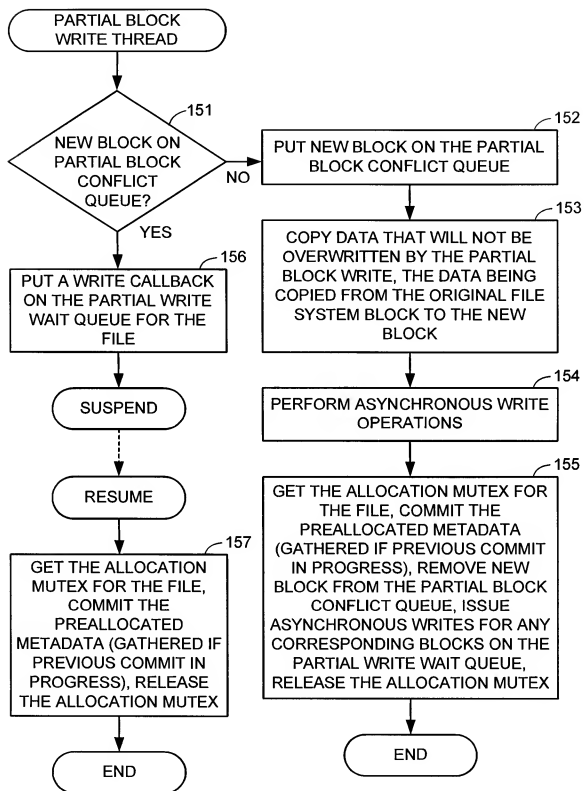 PARTIAL BLOCK
WRITE THREAD
151
NEW BLOCK ON
PARTIAL BLOCK
CONFLICT
QUEUE?
NO
YES
152
PUT NEW BLOCK ON THE PARTIAL
BLOCK CONFLICT QUEUE
153
COPY DATA THAT WILL NOT BE
OVERWRITTEN BY THE PARTIAL
BLOCK WRITE, THE DATA BEING
COPIED FROM THE ORIGINAL FILE
SYSTEM BLOCK TO THE NEW
BLOCK
154
PERFORM ASYNCHRONOUS WRITE
OPERATIONS
155
GET THE ALLOCATION MUTEX FOR
THE FILE, COMMIT THE
PREALLOCATED METADATA
(GATHERED IF PREVIOUS COMMIT
IN PROGRESS), REMOVE NEW
BLOCK FROM THE PARTIAL BLOCK
CONFLICT QUEUE, ISSUE
ASYNCHRONOUS WRITES FOR ANY
CORRESPONDING BLOCKS ON THE
PARTIAL WRITE WAIT QUEUE,
RELEASE THE ALLOCATION MUTEX
END
156
PUT A WRITE CALLBACK
ON THE PARTIAL WRITE
WAIT QUEUE FOR THE
FILE
SUSPEND
RESUME
157
GET THE ALLOCATION
MUTEX FOR THE FILE,
COMMIT THE
PREALLOCATED
METADATA (GATHERED IF
PREVIOUS COMMIT IN
PROGRESS), RELEASE
THE ALLOCATION MUTEX
END